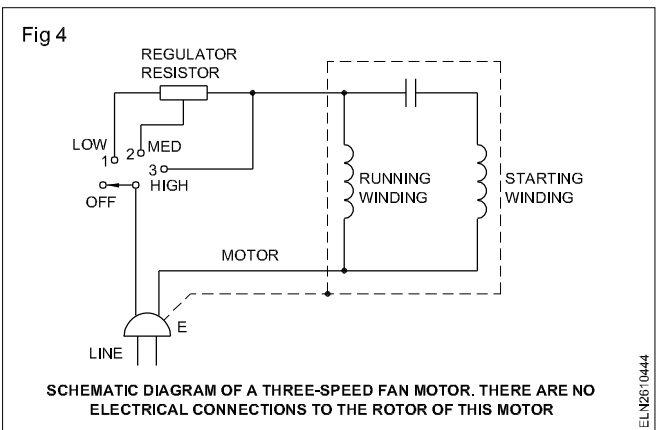 Fig 4
REGULATOR
RESISTOR
LOW
1
2
MED
3
HIGH
OFF
RUNNING
WINDING
STARTING
WINDING
MOTOR
E
LINE
SCHEMATIC DIAGRAM OF A THREE-SPEED FAN MOTOR. THERE ARE NO
ELECTRICAL CONNECTIONS TO THE ROTOR OF THIS MOTOR
ELN2610444